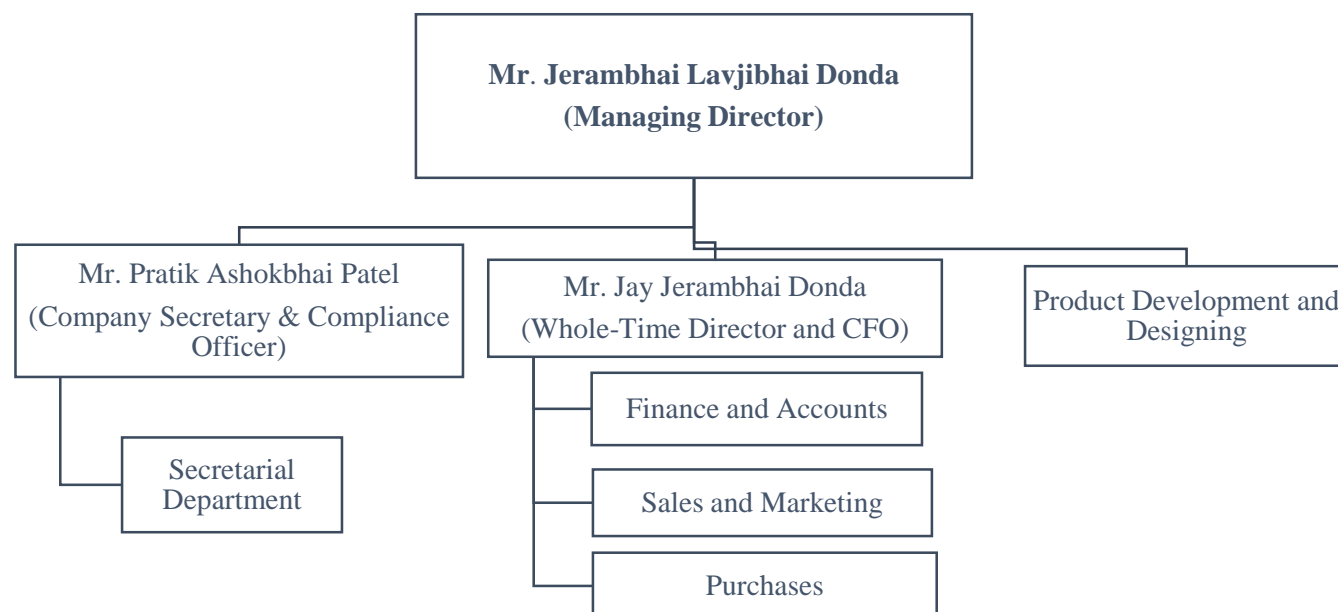 Mr. Jerambhai Lavjibhai Donda
(Managing Director)
Mr. Pratik Ashokbhai Patel
(Company Secretary & Compliance
Officer)
Secretarial
Department
Mr. Jay Jerambhai Donda
(Whole-Time Director and CFO)
Finance and Accounts
Sales and Marketing
Purchases
Product Development and
Designing